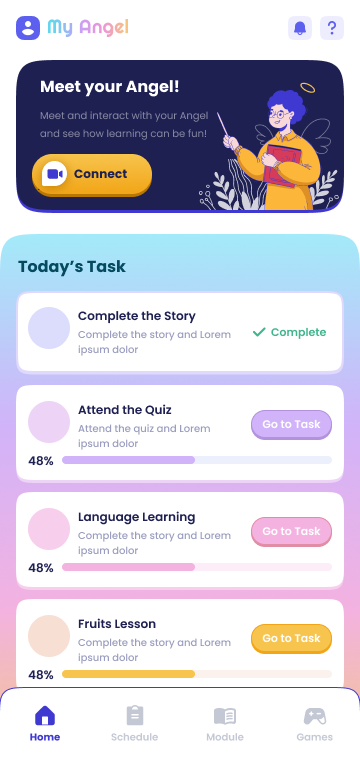 My Angel
?
Meet your Angel!
Meet and interact with your Angel
and see how learning can be fun!
Connect
Today's Task
Complete the Story
Complete the story and Lorem
ipsum dolor
Complete
Attend the Quiz
Attend the quiz and Lorem
ipsum dolor
Go to Task
48%
Language Learning
Complete the story and Lorem
ipsum dolor
Go to Task
48%
Fruits Lesson
Complete the story and Lorem
ipsum dolor
Go to Task
48%
Home
Schedule
Module
Games